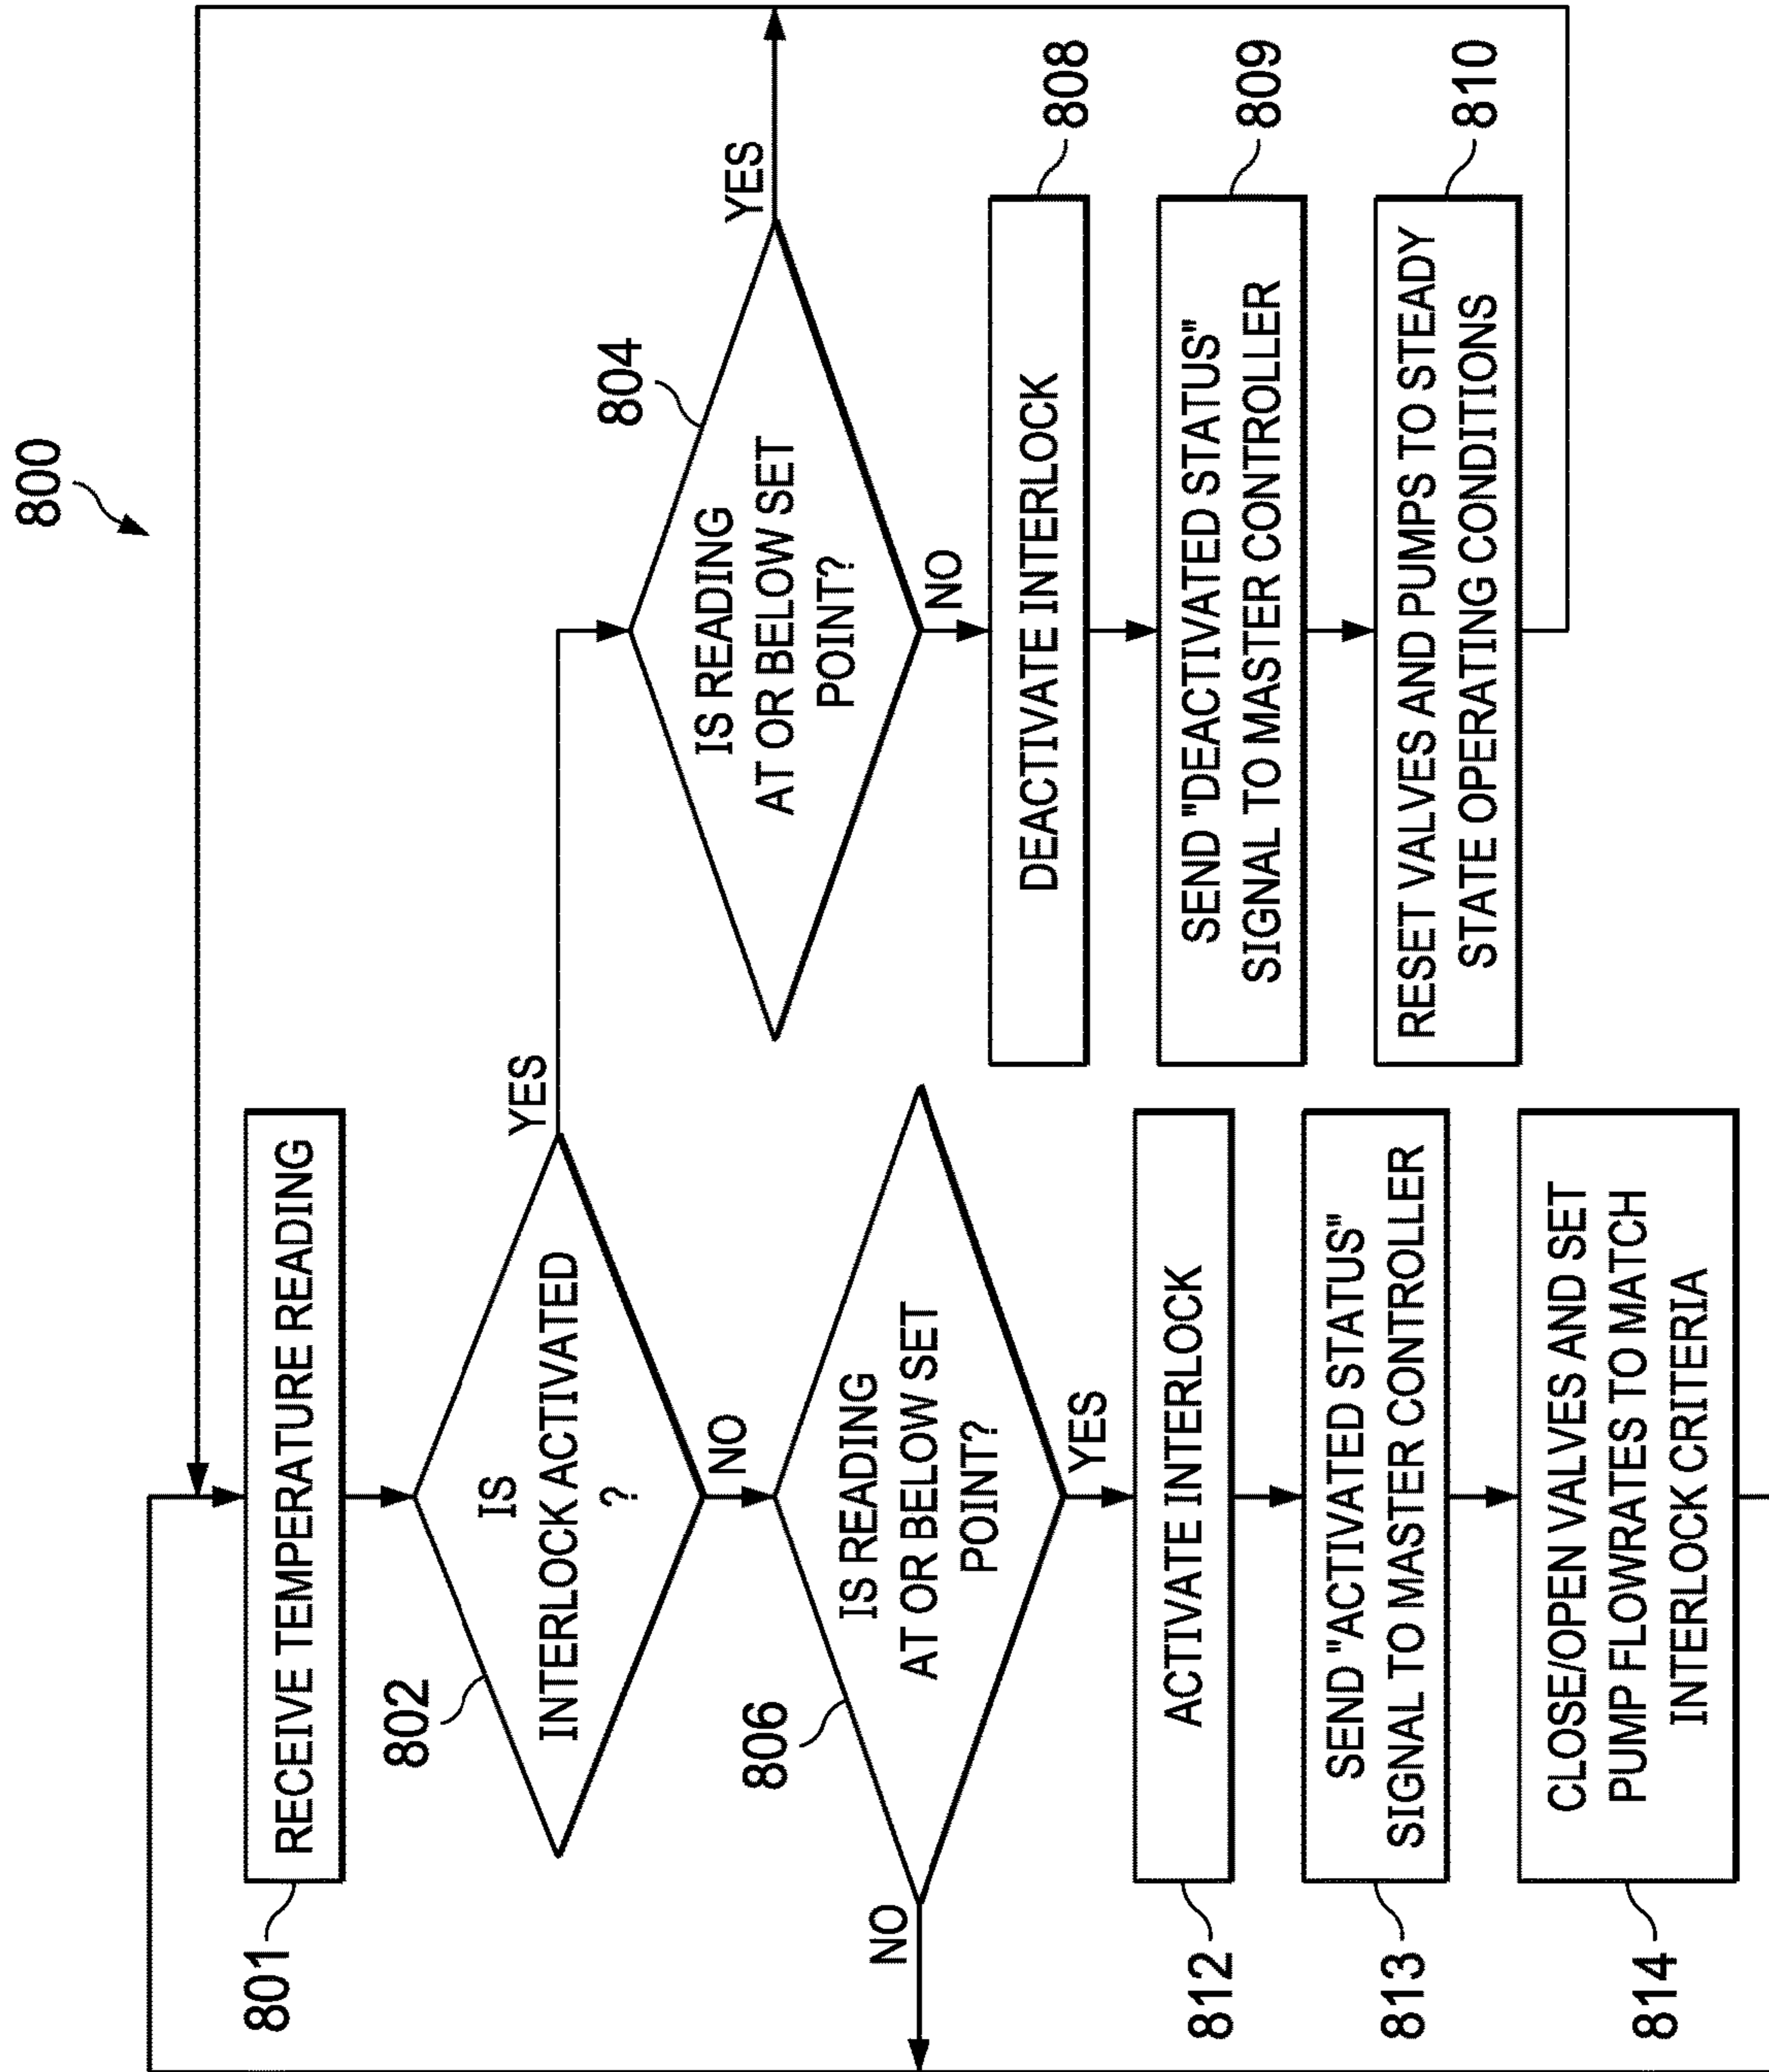 800
801
RECEIVE TEMPERATURE READING
802
IS
INTERLOCK ACTIVATED
?
YES
NO
804
IS READING
AT OR BELOW SET
POINT?
YES
NO
806
IS READING
AT OR BELOW SET
POINT?
NO
YES
DEACTIVATE INTERLOCK
808
SEND "DEACTIVATED STATUS"
SIGNAL TO MASTER CONTROLLER
809
RESET VALVES AND PUMPS TO STEADY
STATE OPERATING CONDITIONS
810
812
ACTIVATE INTERLOCK
813
SEND "ACTIVATED STATUS"
SIGNAL TO MASTER CONTROLLER
814
CLOSE/OPEN VALVES AND SET
PUMP FLOWRATES TO MATCH
INTERLOCK CRITERIA